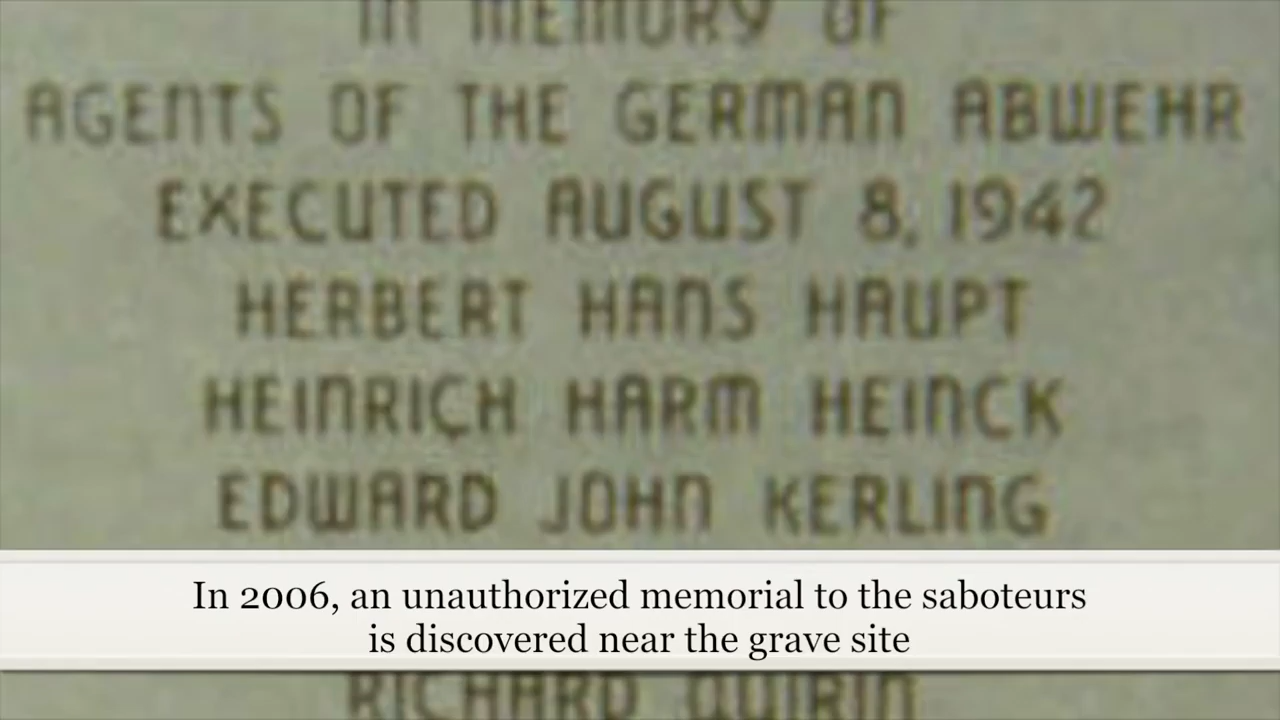 IN MEMORY OF
AGENTS OF THE GERMAN ABWEHR
EXECUTED AUGUST 8, 1942
HERBERT HANS HAUPT
HEINRICH HARM HEINCK
EDWARD JOHN KERLING
In 2006, an unauthorized memorial to the saboteurs
is discovered near the grave site
RICHARD QUIRIN